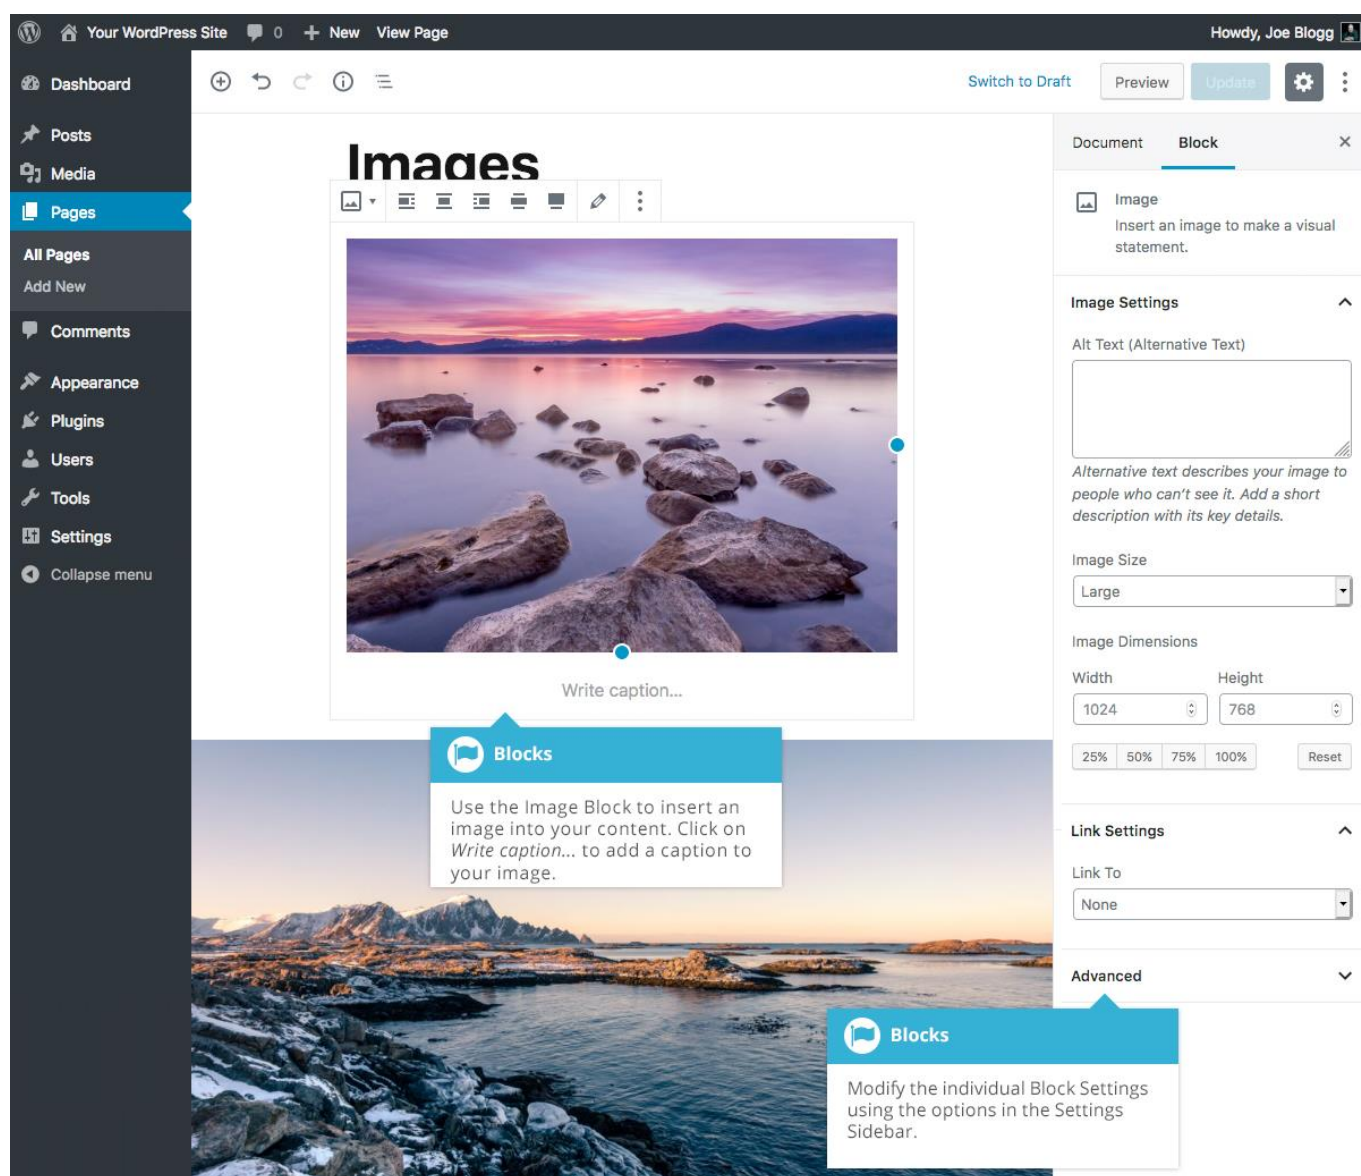 Your WordPress Site 0 New View Page Howdy, Joe Blogg
Dashboard
Posts
Media
Pages
All Pages
Add New
Comments
Appearance
Plugins
Users
Tools
Settings
Collapse menu
Switch to Draft Preview Update
Images
Write caption...
Blocks
Use the Image Block to insert an
image into your content. Click on
Write caption... to add a caption to
your image.
Document Block
Image
Insert an image to make a visual
statement.
Image Settings
Alt Text (Alternative Text)
Alternative text describes your image to
people who can't see it. Add a short
description with its key details.
Image Size
Large
Image Dimensions
Width Height
1024 768
25% 50% 75% 100% Reset
Link Settings
Link To
None
Advanced
Blocks
Modify the individual Block Settings
using the options in the Settings
Sidebar.